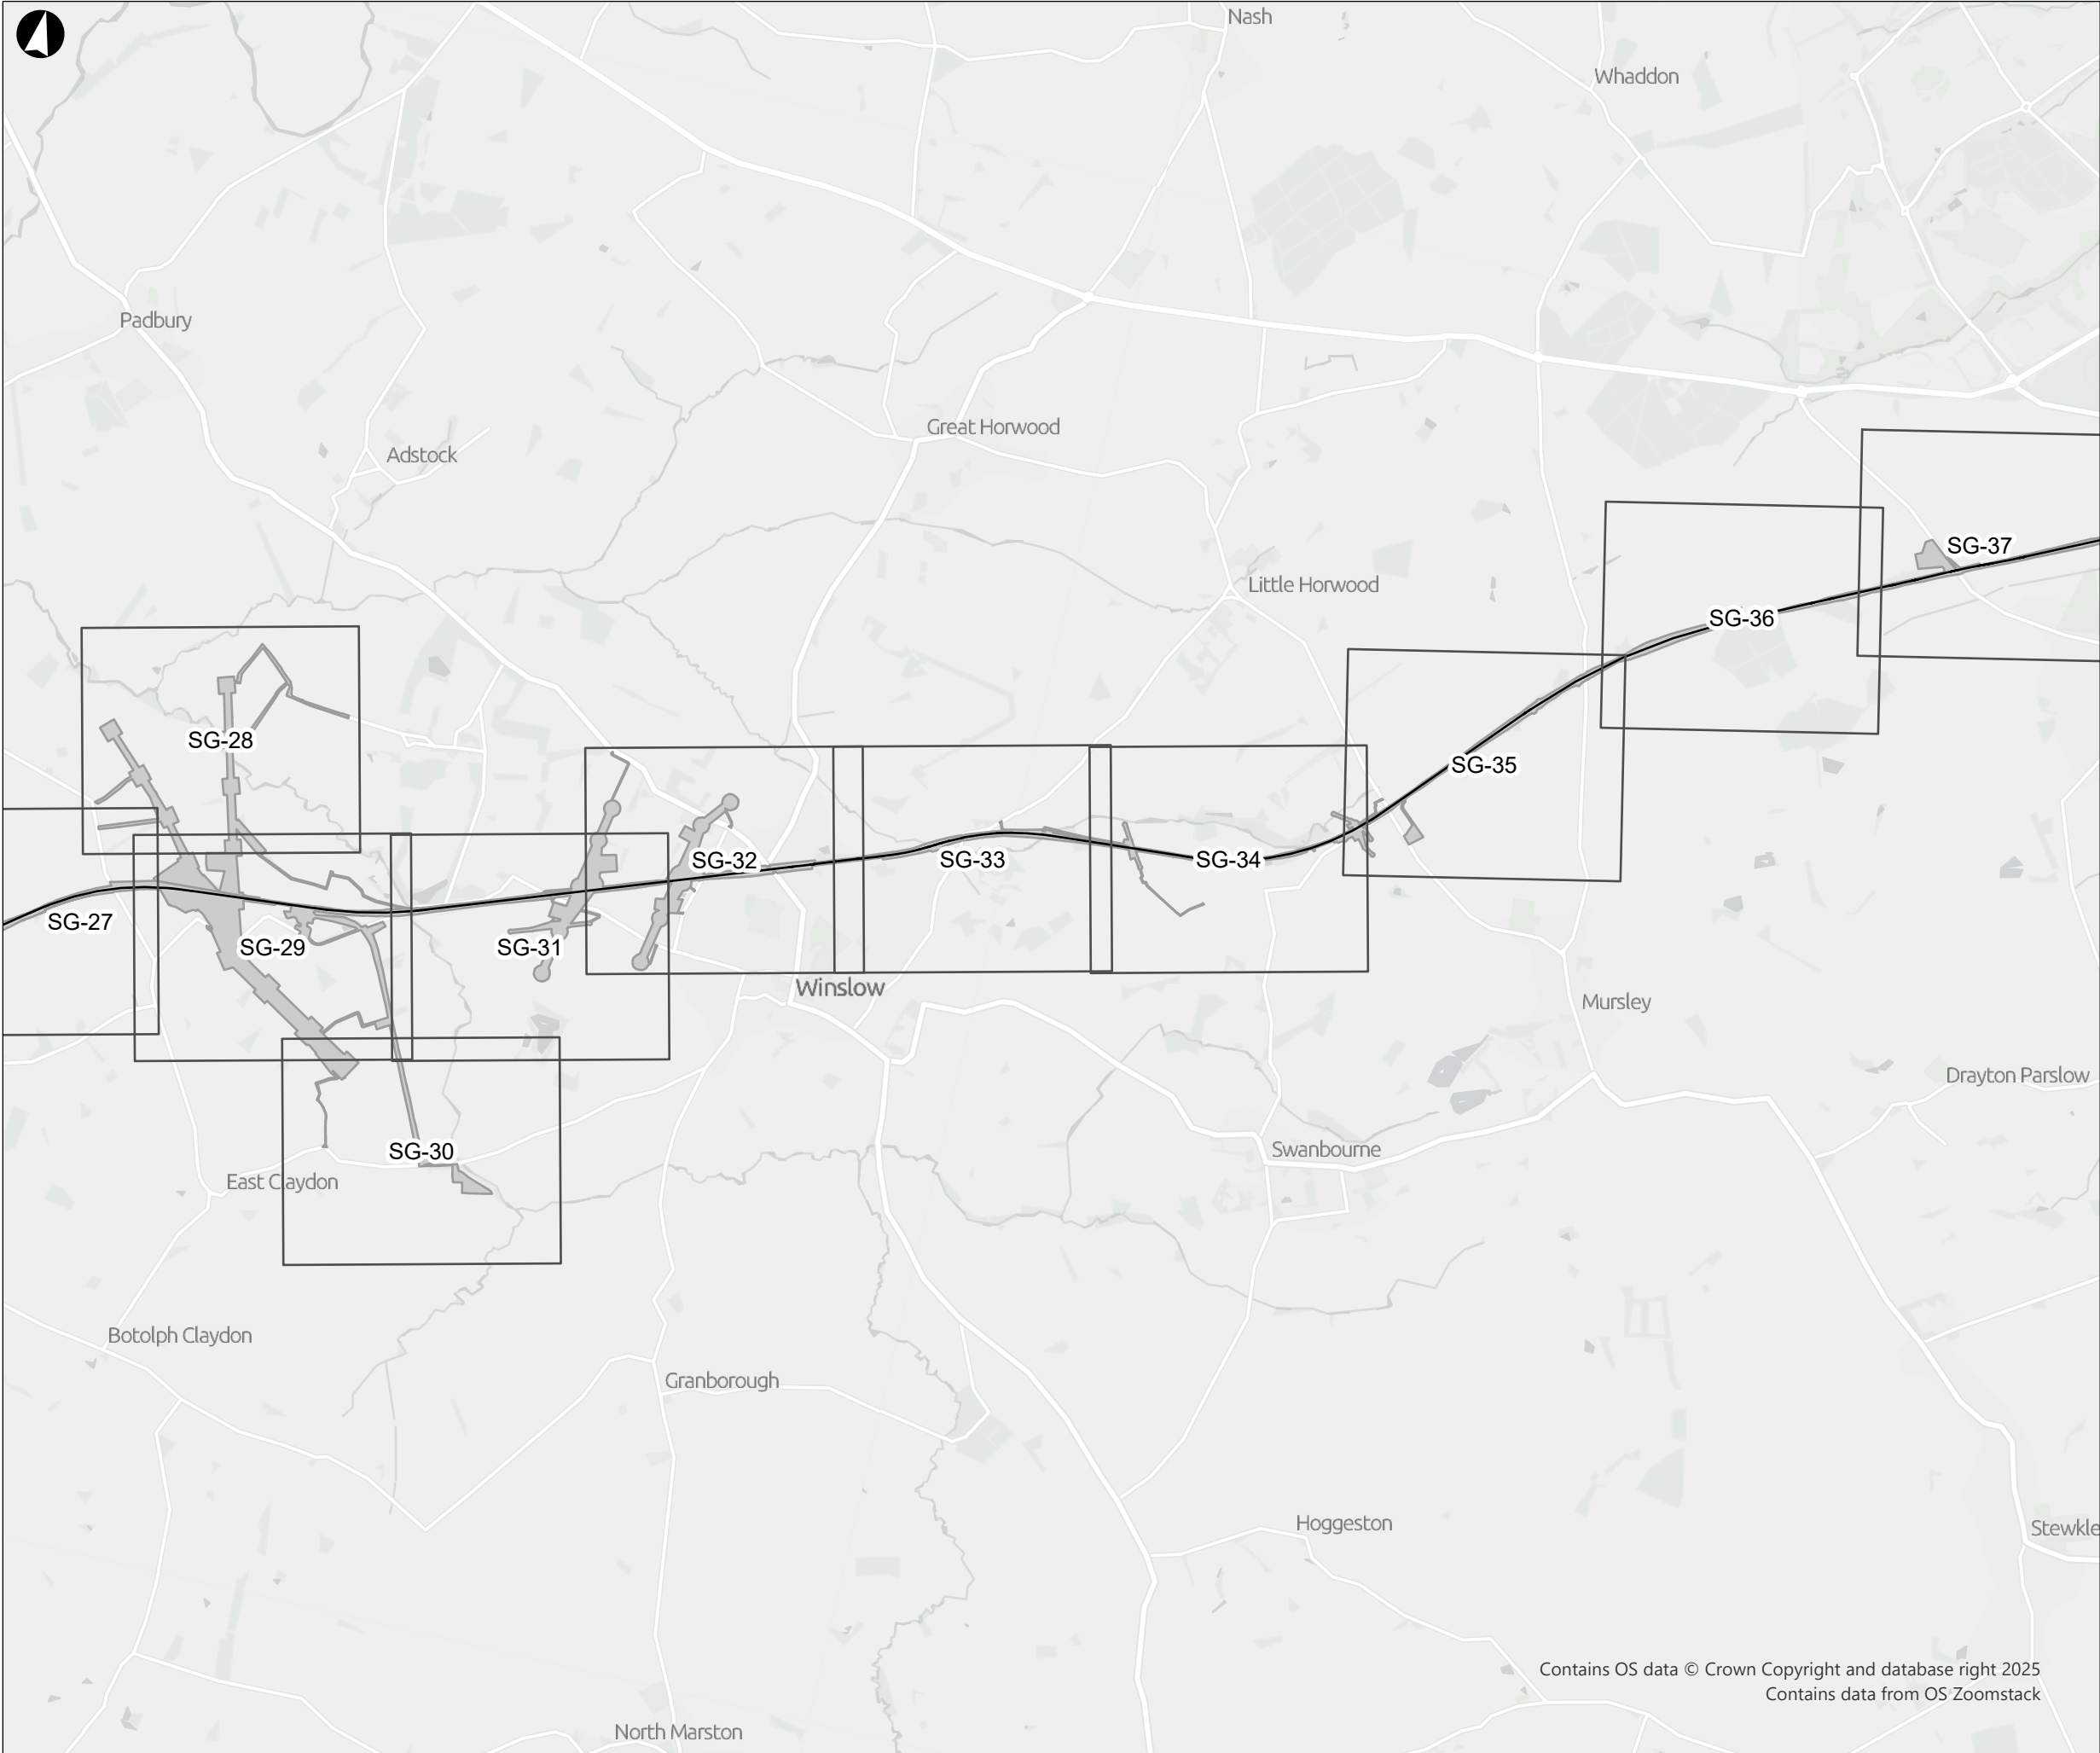 Nash
Whaddon
Padbury
Great Horwood
Adstock
SG-37
Little Horwood
SG-36
SG-28
SG-35
SG-32
SG-33
SG-34
SG-27
SG-29
SG-31
Winslow
Mursley
Drayton Parslow
SG-30
Swanbourne
East Claydon
Botolph Claydon
Granborough
Hoggeston
Stewkle
Contains OS data © Crown Copyright and database right 2025
Contains data from OS Zoomstack
North Marston